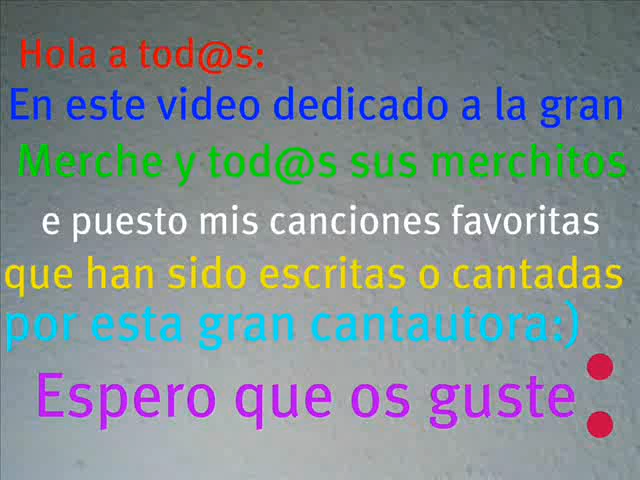 Hola a tod@s:
En este video dedicado a la gran
Merche y tod@s sus merchitos
e puesto mis canciones favoritas
que han sido escritas o cantadas
por esta gran cantautora:)
Espero que os guste: